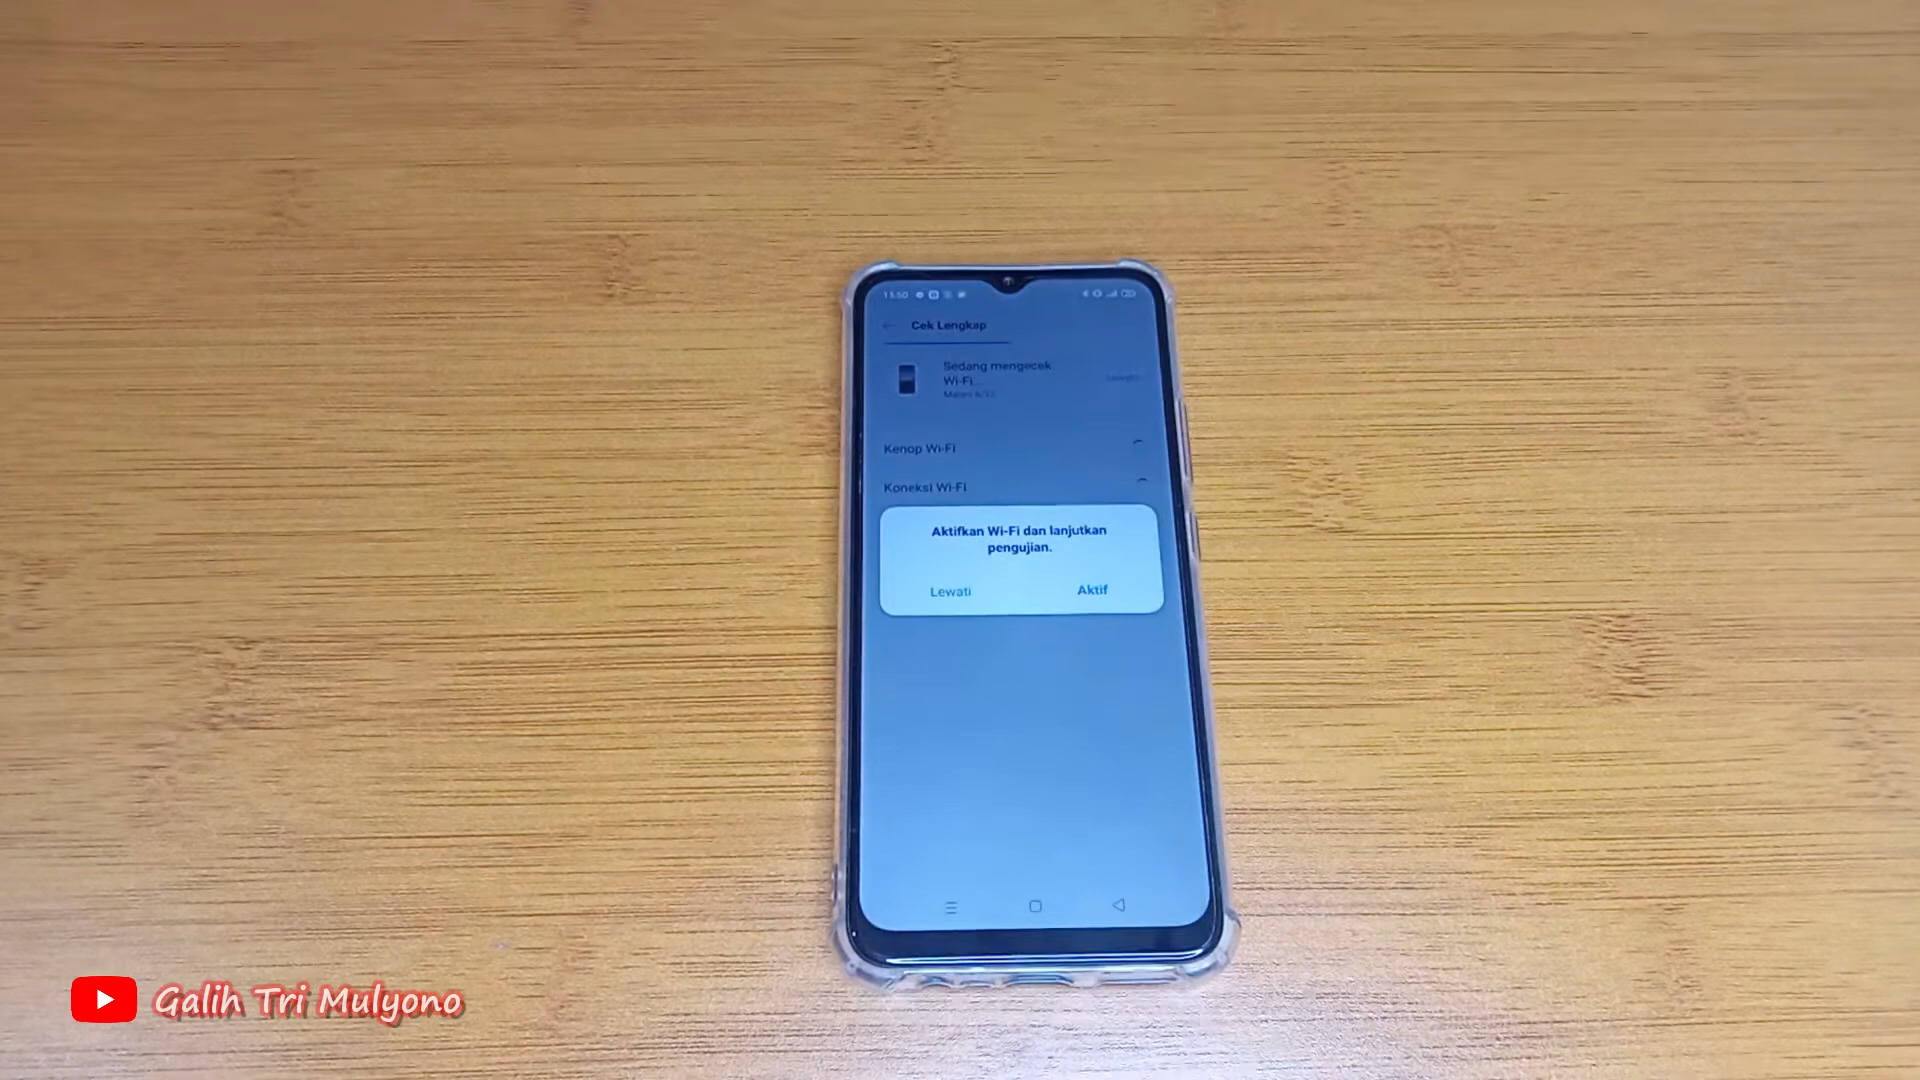 Cek Lengkap
Sedang mengecek
Wi-Fi...
Kenop Wi-Fi
Koneksi Wi-Fi
Aktifkan Wi-Fi dan lanjutkan
pengujian.
Lewati Aktif
Galih Tri Mulyono